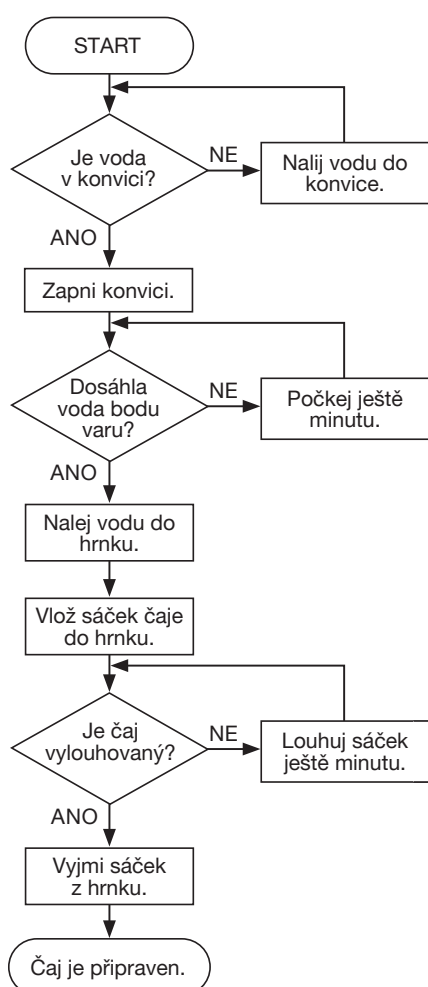 START
Je voda
v konvici?
NE
Nalij vodu do
konvice.
ANO
Zapni konvici.
Dosáhla
voda bodu
varu?
NE
Počkej ještě
minutu.
ANO
Nalej vodu do
hrnku.
Vlož sáček čaje
do hrnku.
Je čaj
vylouhovaný?
NE
Louhuj sáček
ještě minutu.
ANO
Vyjmi sáček
z hrnku.
Čaj je připraven.